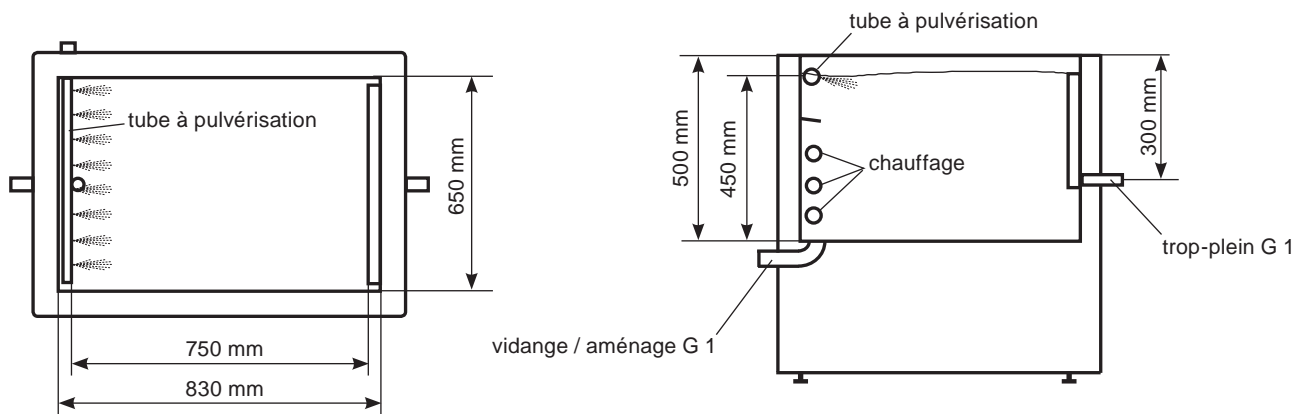 tube à pulvérisation
650 mm
750 mm
830 mm
tube à pulvérisation
500 mm
450 mm
chauffage
300 mm
trop-plein G 1
vidange / aménage G 1